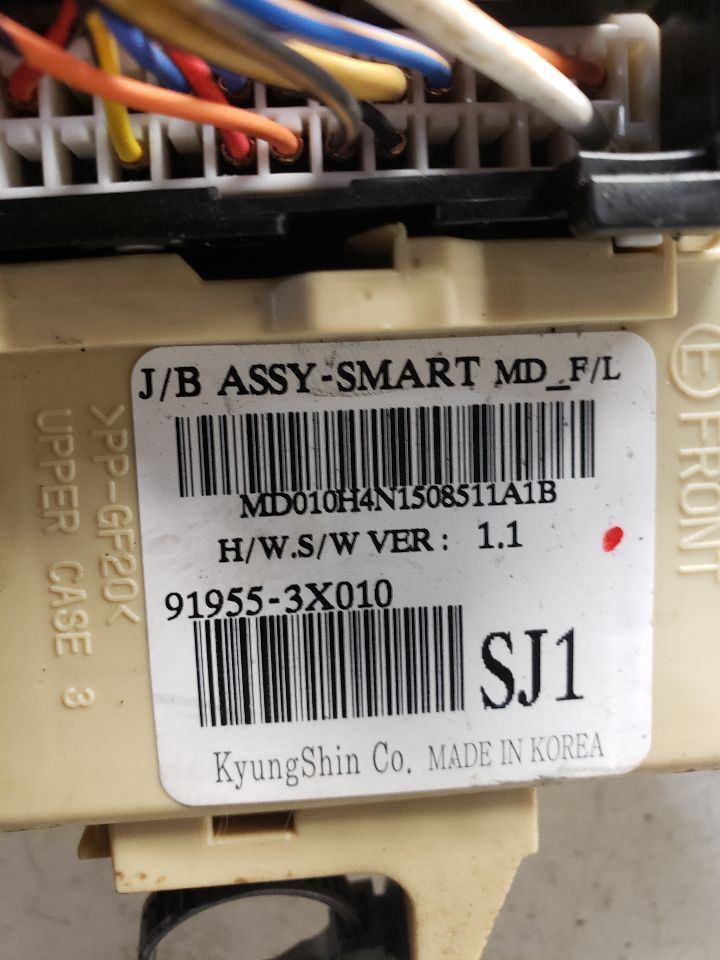 J/B ASSY-SMART MD_F/L
MD010H4N1508511A1B
H/W.S/W VER : 1.1
91955-3X010
SJ1
KyungShin Co. MADE IN KOREA
>PP-GF20<
UPPER CASE 3
E FRONT